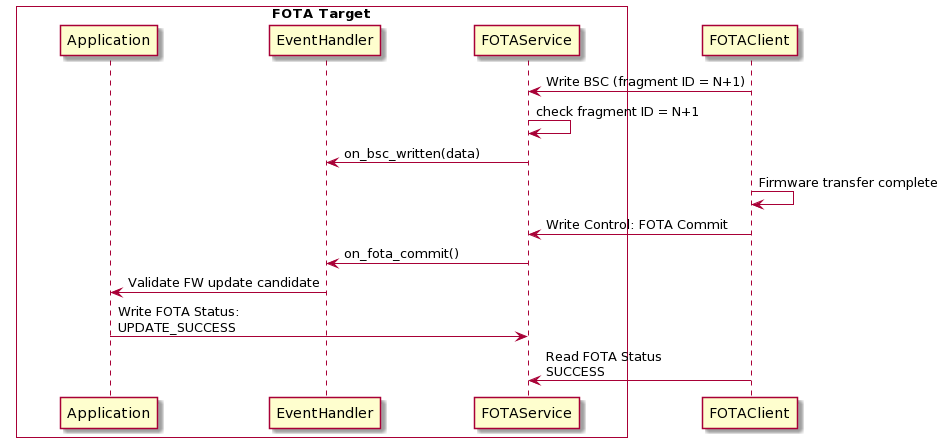 FOTA Target
Application
EventHandler
FOTAService
FOTAClient
Write BSC (fragment ID = N+1)
check fragment ID = N+1
on_bsc_written(data)
Firmware transfer complete
Write Control: FOTA Commit
on_fota_commit()
Validate FW update candidate
Write FOTA Status:
UPDATE_SUCCESS
Read FOTA Status
SUCCESS
Application
EventHandler
FOTAService
FOTAClient